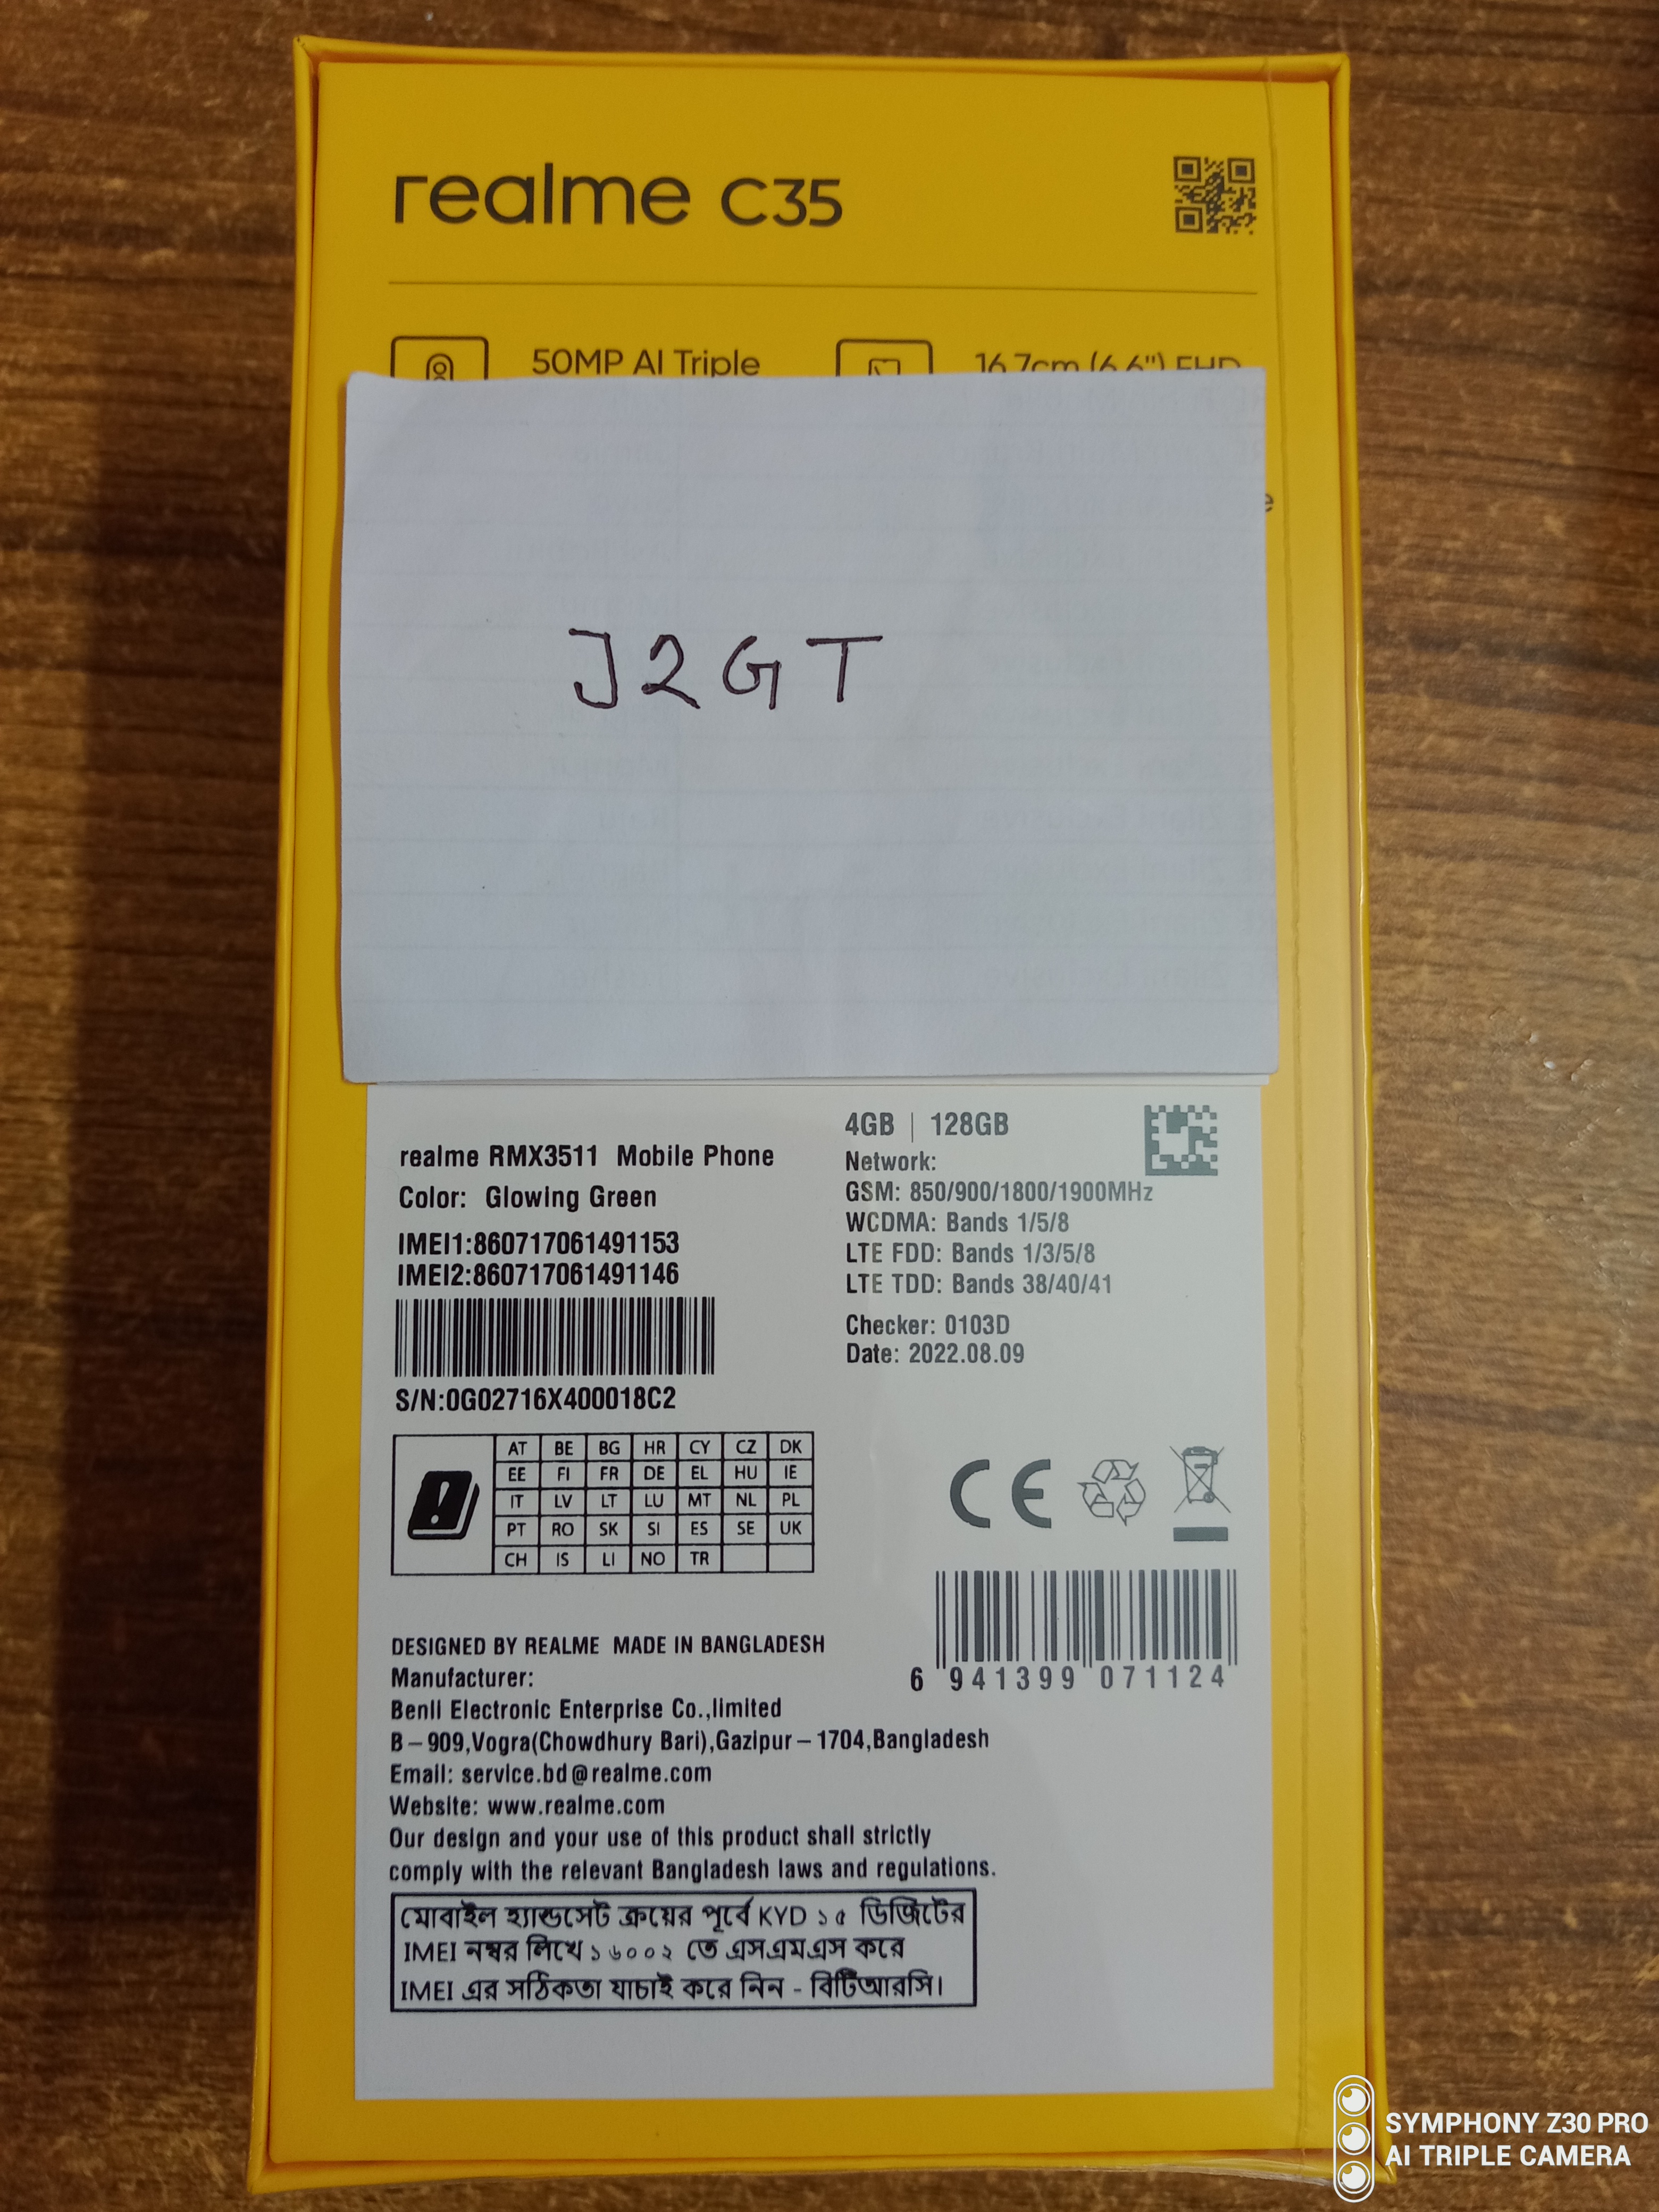 realme C35
50MP AI Triple
16.7cm (6.6") FHD
J2GT
realme RMX3511 Mobile Phone
Color: Glowing Green
IMEI1:860717061491153
IMEI2:860717061491146
S/N:0G02716X400018C2
4GB | 128GB
Network:
GSM: 850/900/1800/1900MHz
WCDMA: Bands 1/5/8
LTE FDD: Bands 1/3/5/8
LTE TDD: Bands 38/40/41
Checker: 0103D
Date: 2022.08.09
AT BE BG HR CY CZ DK
EE FI FR DE EL HU IE
IT LV LT LU MT NL PL
PT RO SK SI ES SE UK
CH IS LI NO TR
CE
6 941399 071124
DESIGNED BY REALME MADE IN BANGLADESH
Manufacturer:
Benli Electronic Enterprise Co.,limited
B-909,Vogra(Chowdhury Bari),Gazipur-1704,Bangladesh
Email: service.bd@realme.com
Website: www.realme.com
Our design and your use of this product shall strictly
comply with the relevant Bangladesh laws and regulations.
মোবাইল হ্যান্ডসেট ক্রয়ের পূর্বে KYD ১৫ ডিজিটের
IMEI নম্বর লিখে ১৬০০২ তে এসএমএস করে
IMEI এর সঠিকতা যাচাই করে নিন - বিটিআরসি।
SYMPHONY Z30 PRO
AI TRIPLE CAMERA